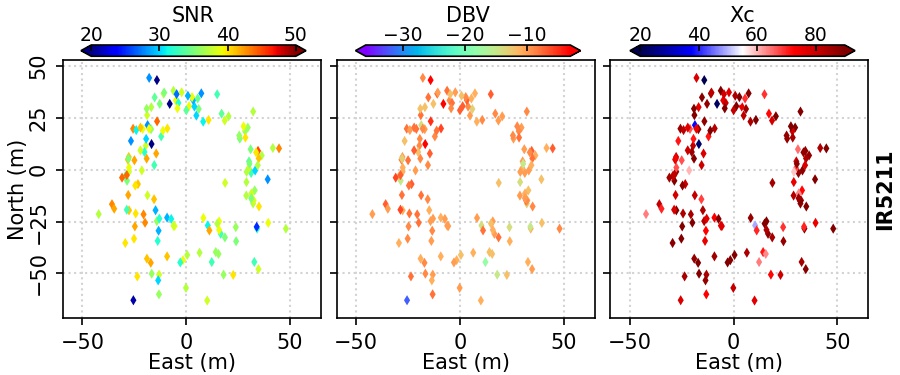 SNR DBV Xc
20 30 40 50 −30 −20 −10 20 40 60 80
50
25
0
−25
−50
North (m)
−50 0 50 −50 0 50 −50 0 50
East (m) East (m) East (m)
IR5211